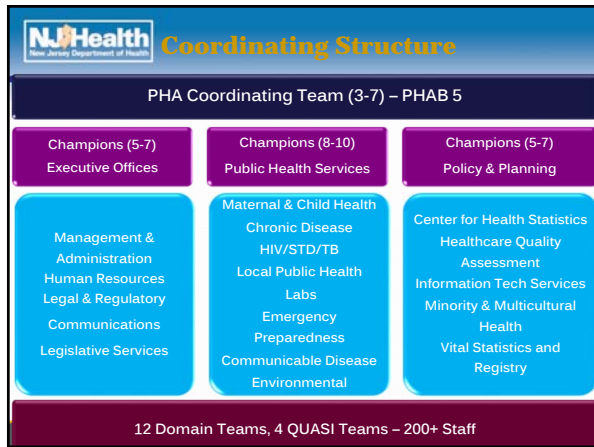 NJHealth
New Jersey Department of Health
Coordinating Structure
PHA Coordinating Team (3-7) – PHAB 5
Champions (5-7)
Executive Offices
Champions (8-10)
Public Health Services
Champions (5-7)
Policy & Planning
Management &
Administration
Human Resources
Legal & Regulatory
Communications
Legislative Services
Maternal & Child Health
Chronic Disease
HIV/STD/TB
Local Public Health
Labs
Emergency
Preparedness
Communicable Disease
Environmental
Center for Health Statistics
Healthcare Quality
Assessment
Information Tech Services
Minority & Multicultural
Health
Vital Statistics and
Registry
12 Domain Teams, 4 QUASI Teams – 200+ Staff